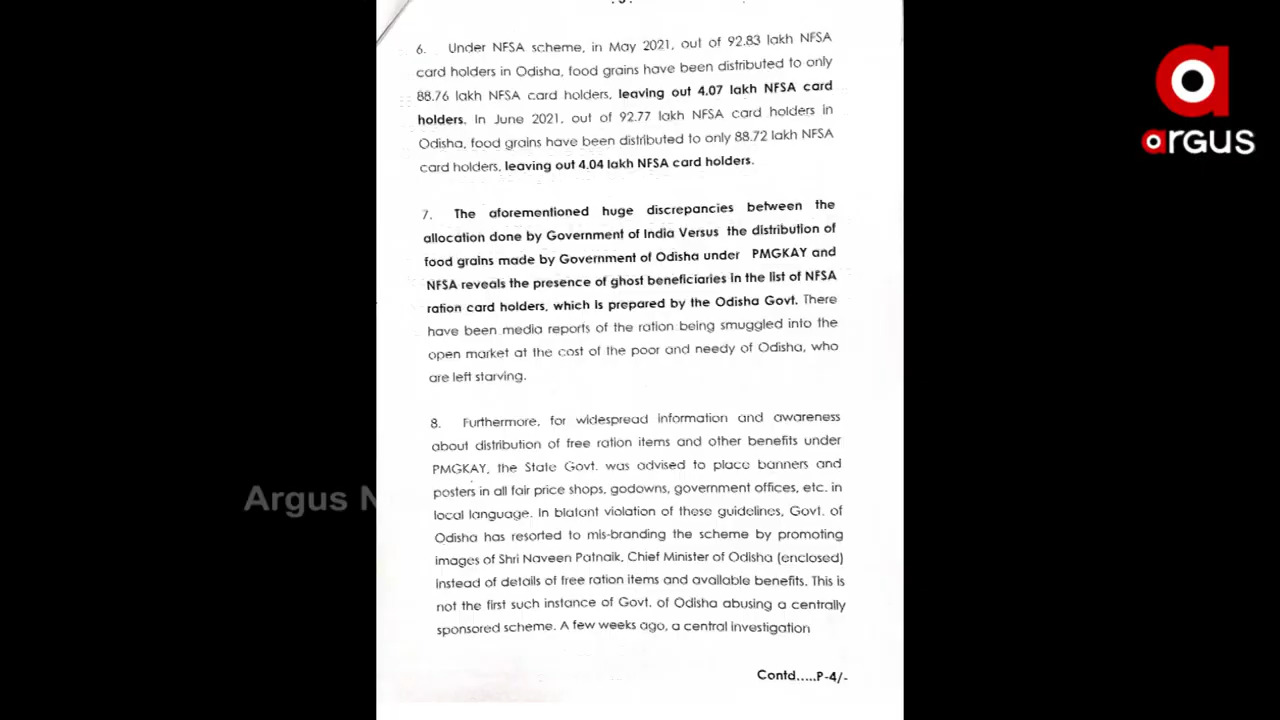 6. Under NFSA scheme, in May 2021, out of 92.83 lakh NFSA
card holders in Odisha, food grains have been distributed to only
88.76 lakh NFSA card holders, leaving out 4.07 lakh NFSA card
holders. In June 2021, out of 92.77 lakh NFSA card holders in
Odisha, food grains have been distributed to only 88.72 lakh NFSA
card holders, leaving out 4.04 lakh NFSA card holders.
7. The aforementioned huge discrepancies between the
allocation done by Government of India Versus the distribution of
food grains made by Government of Odisha under PMGKAY and
NFSA reveals the presence of ghost beneficiaries in the list of NFSA
ration card holders, which is prepared by the Odisha Govt. There
have been media reports of the ration being smuggled into the
open market at the cost of the poor and needy of Odisha, who
are left starving.
8. Furthermore, for widespread information and awareness
about distribution of free ration items and other benefits under
PMGKAY, the State Govt. was advised to place banners and
posters in all fair price shops, godowns, government offices, etc. in
local language. In blatant violation of these guidelines, Govt. of
Odisha has resorted to mis-branding the scheme by promoting
images of Shri Naveen Patnaik, Chief Minister of Odisha (enclosed)
instead of details of free ration items and available benefits. This is
not the first such instance of Govt. of Odisha abusing a centrally
sponsored scheme. A few weeks ago, a central investigation
Contd.....P-4/-
argus
Argus N